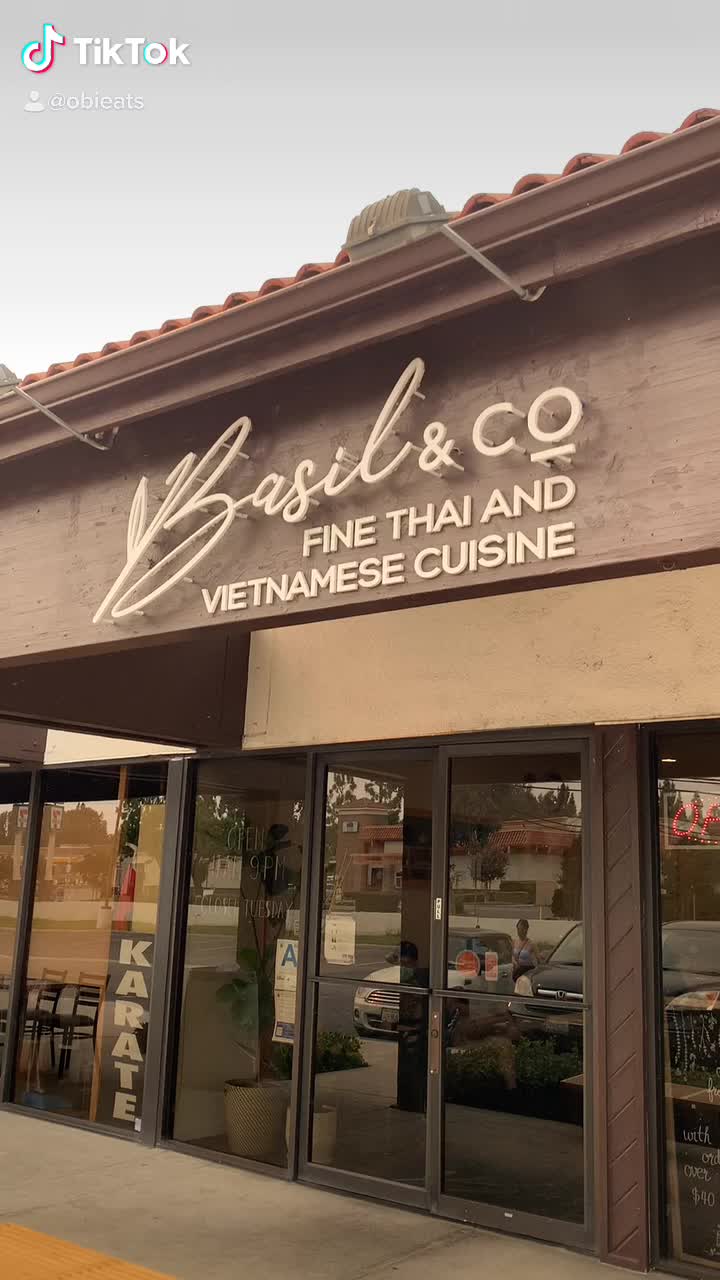 TikTok
@obieats
Basil & CO
FINE THAI AND
VIETNAMESE CUISINE
OPEN
9PM
CLOSED TUESDAY
A
KARATE
with
over
$40